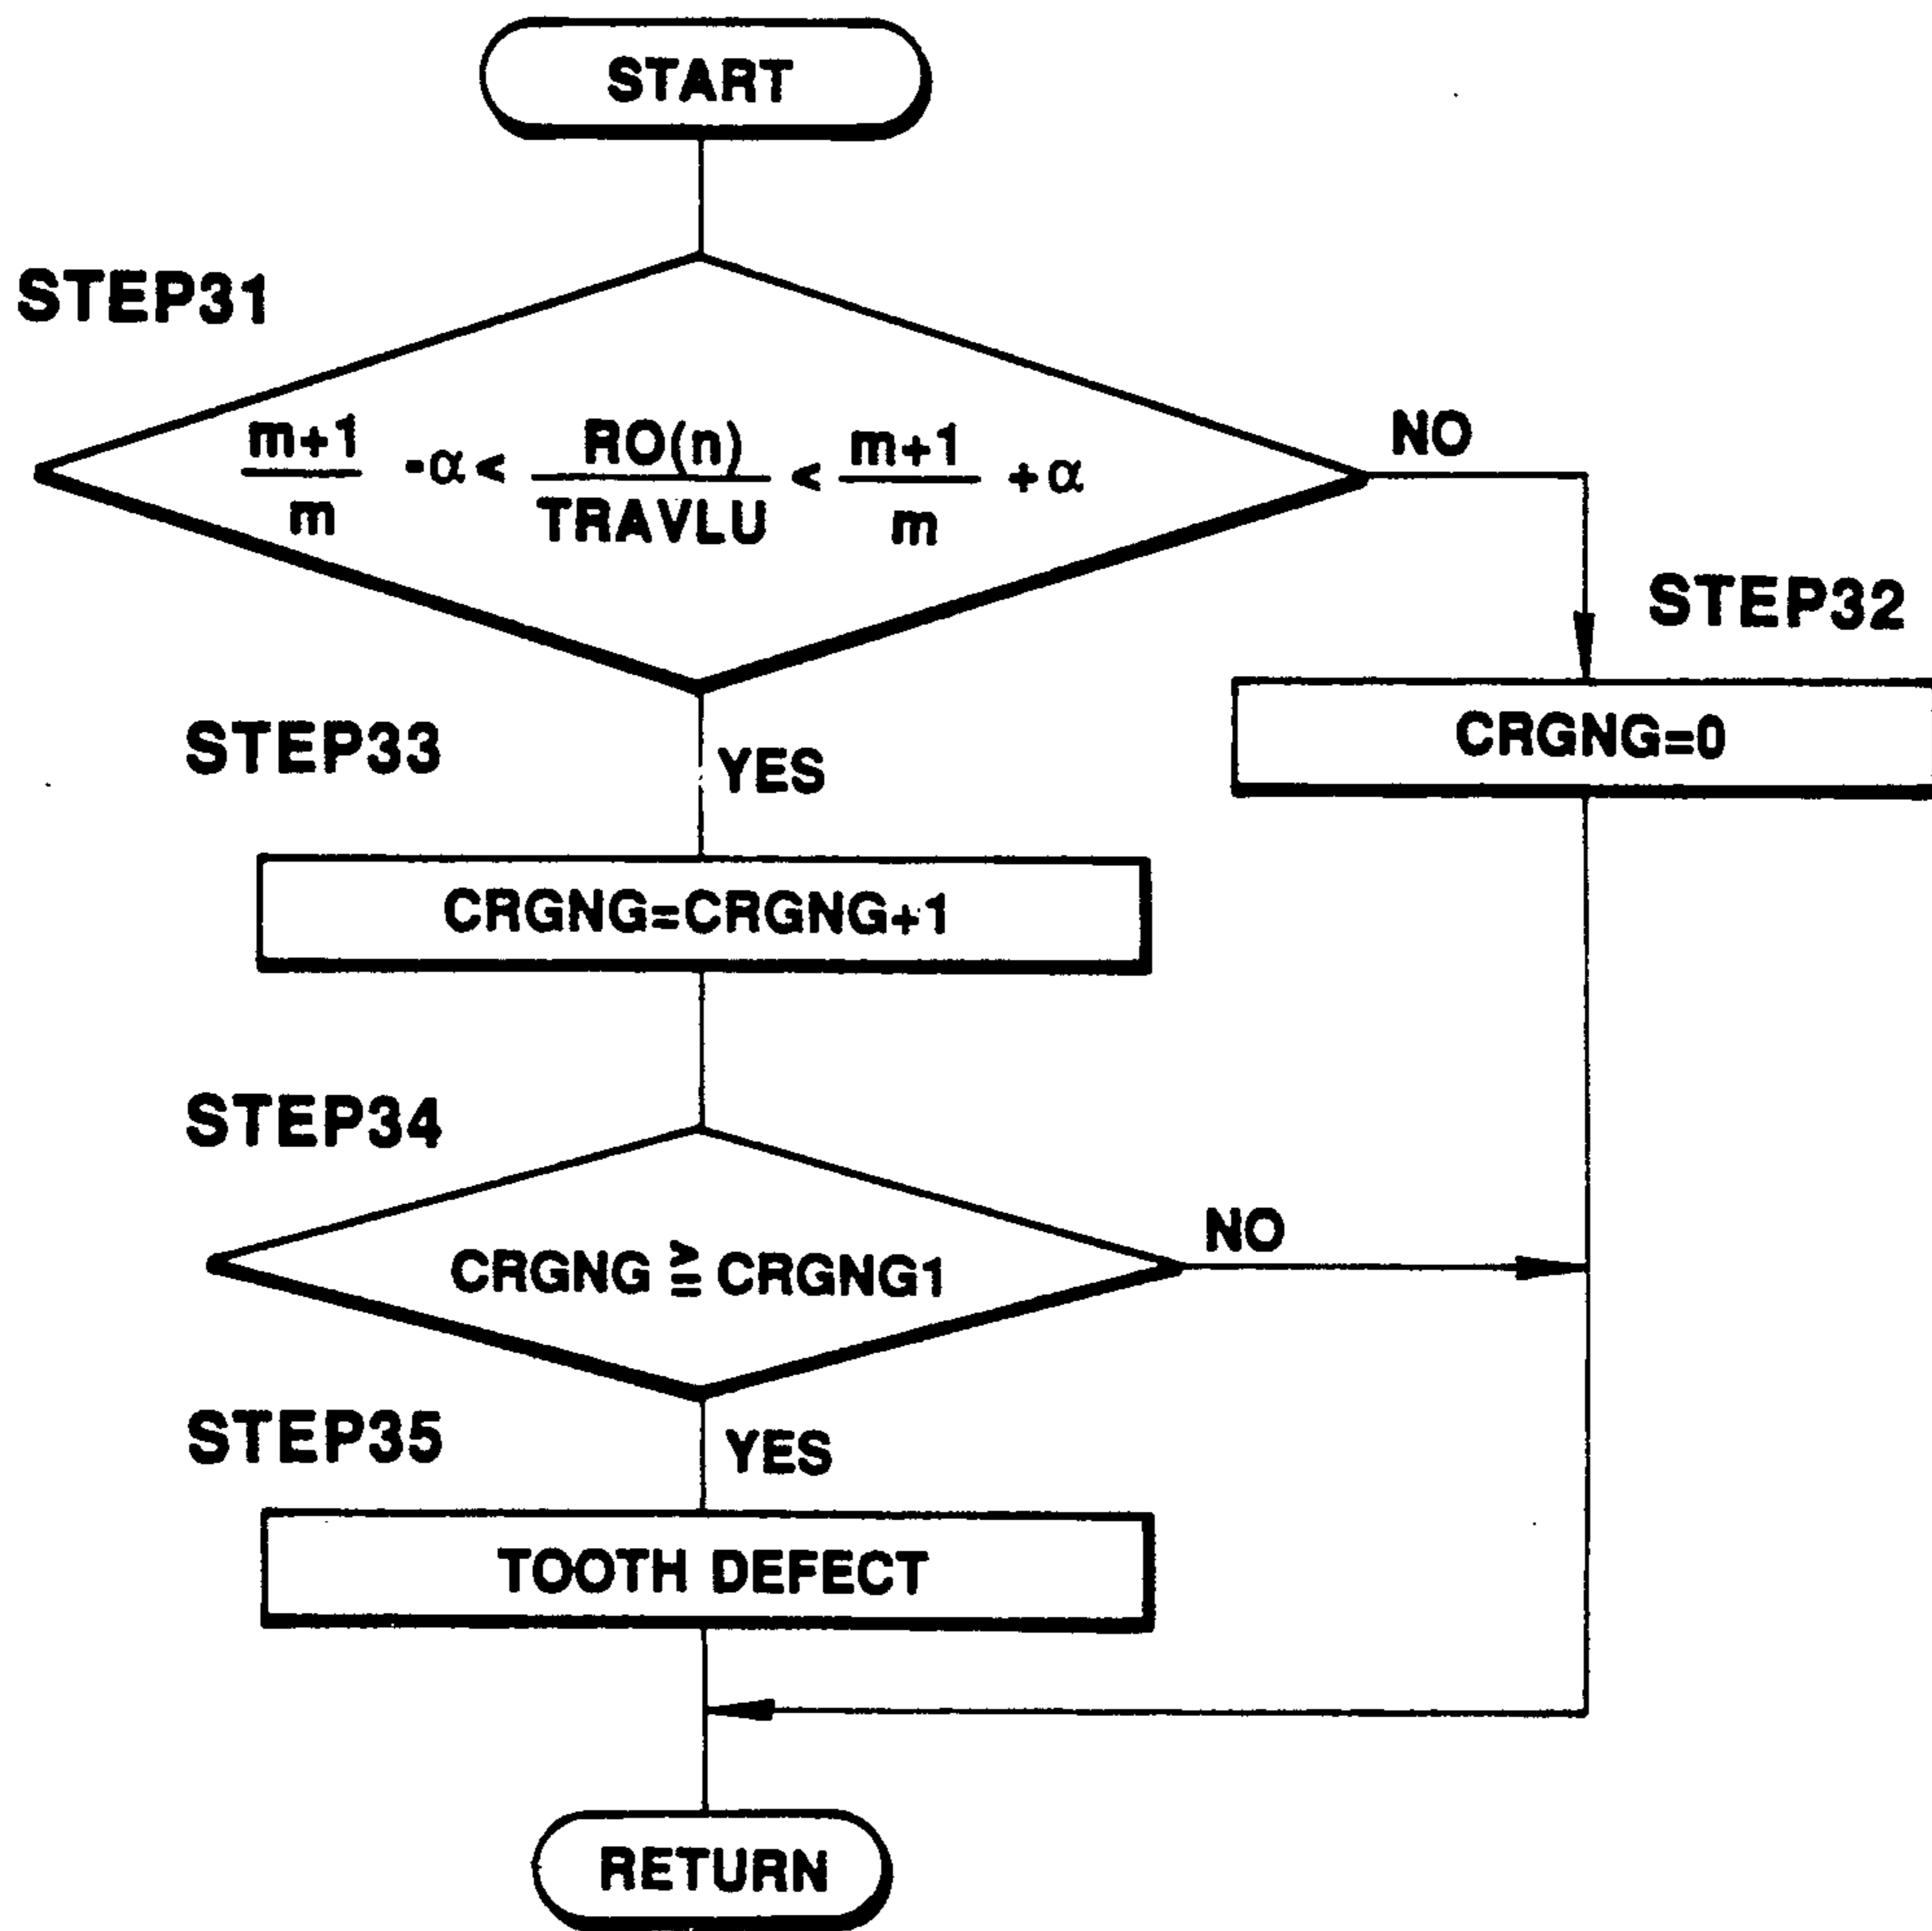 START
STEP31
m+1/m -α < RO(n)/TRAVLU < m+1/m +α
NO
STEP32
CRGNG=0
STEP33
YES
CRGNG=CRGNG+1
STEP34
CRGNG ≧ CRGNG1
NO
STEP35
YES
TOOTH DEFECT
RETURN